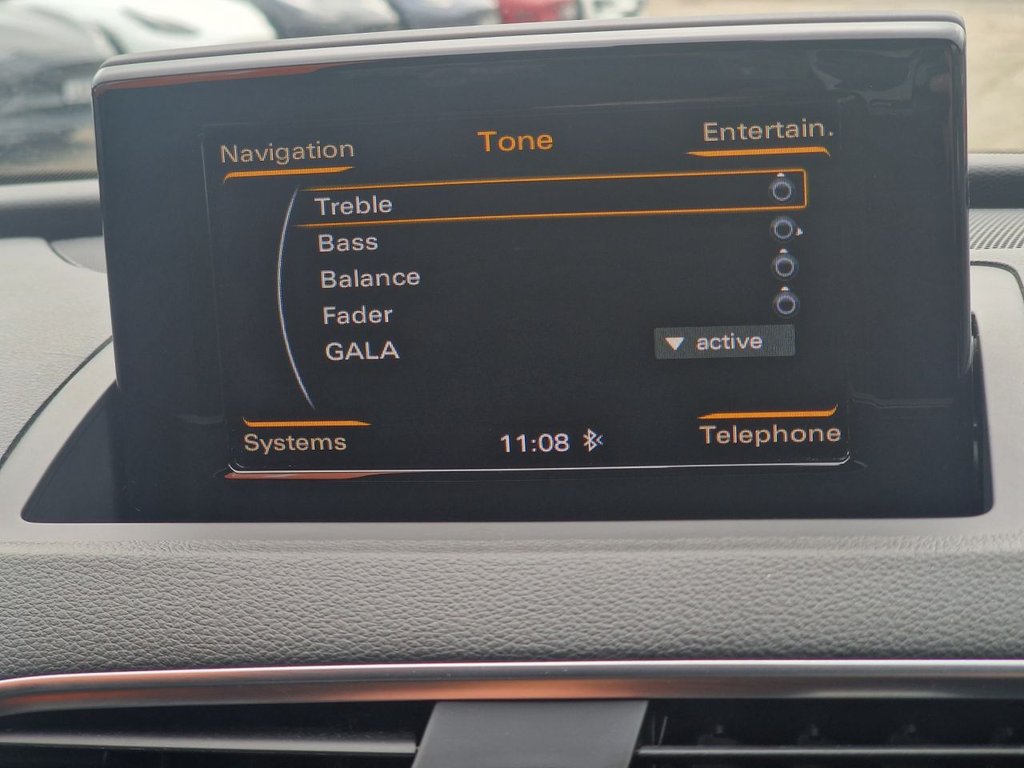 Navigation
Tone
Entertain.
Treble
Bass
Balance
Fader
GALA
active
Systems
11:08
Telephone